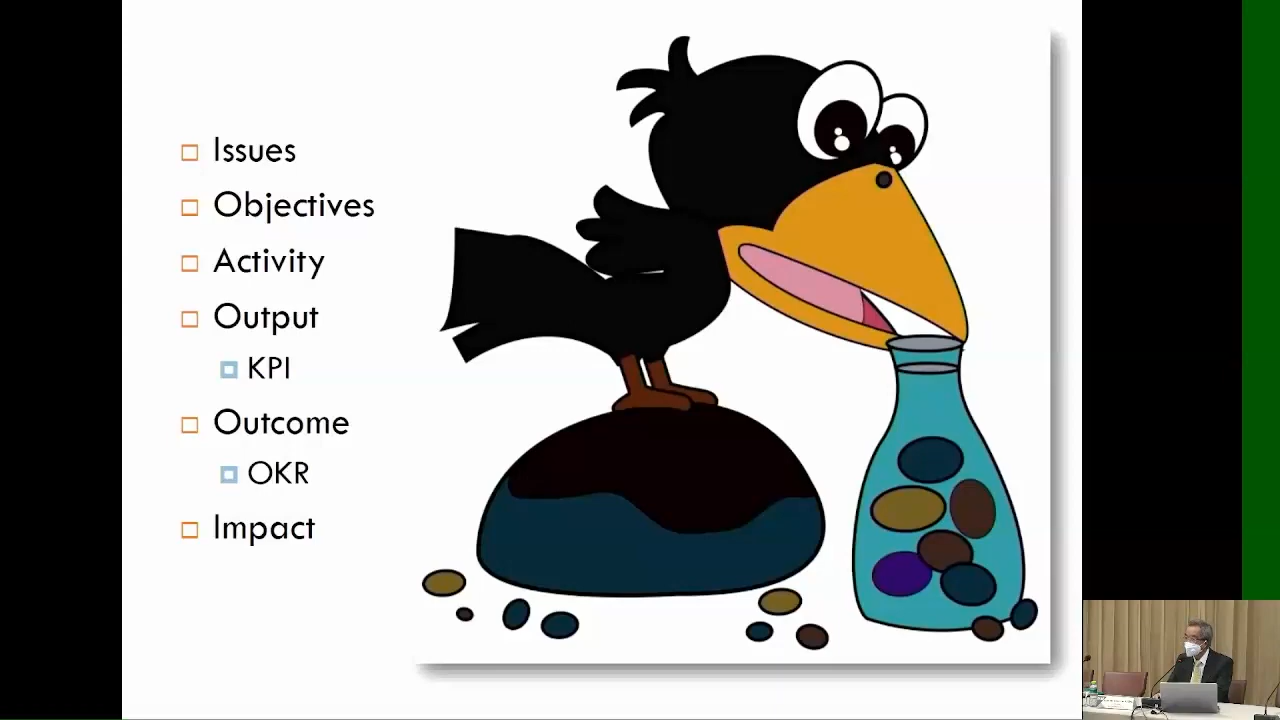 Issues
Objectives
Activity
Output
KPI
Outcome
OKR
Impact